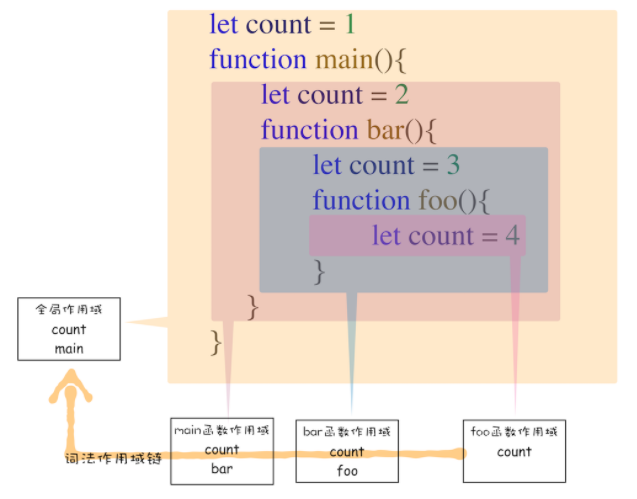 let count = 1
function main(){
let count = 2
function bar(){
let count = 3
function foo(){
let count = 4
}
}
}
全局作用域
count
main
词法作用域链
main函数作用域
count
bar
bar函数作用域
count
foo
foo函数作用域
count